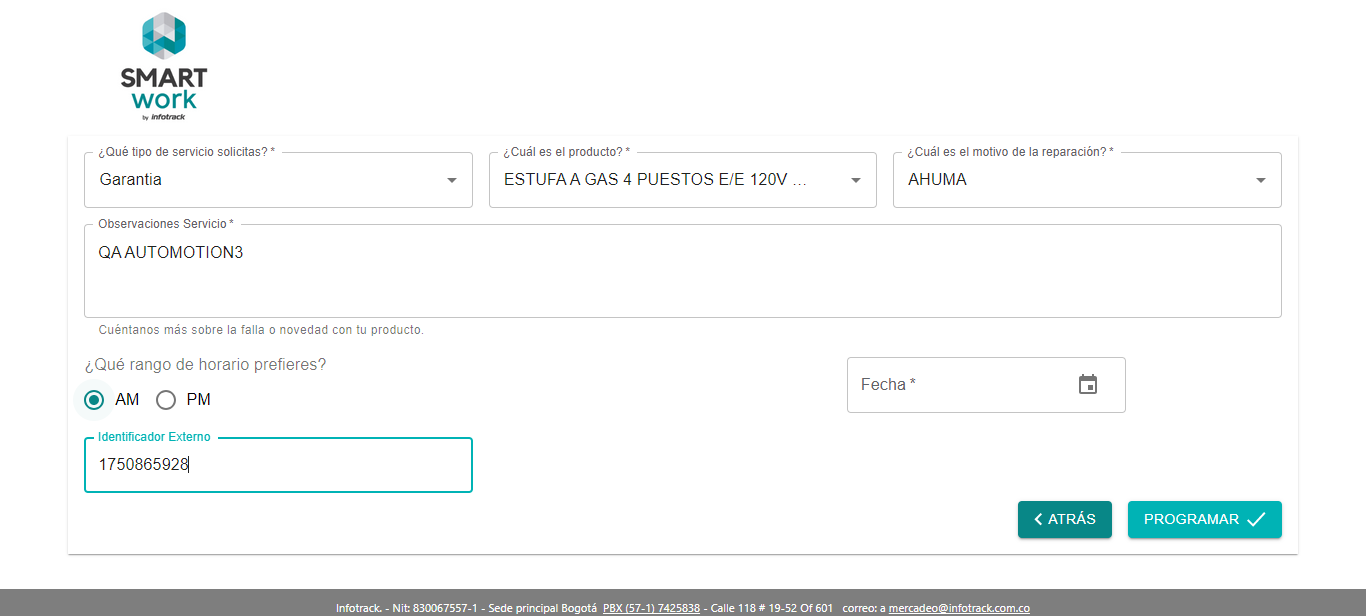 SMART
work
by infotrack
¿Qué tipo de servicio solicitas? *
Garantia
¿Cuál es el producto? *
ESTUFA A GAS 4 PUESTOS E/E 120V ...
¿Cuál es el motivo de la reparación? *
AHUMA
Observaciones Servicio *
QA AUTOMOTION3
Cuéntanos más sobre la falla o novedad con tu producto.
¿Qué rango de horario prefieres?
AM
PM
Fecha *
Identificador Externo
1750865928
ATRÁS
PROGRAMAR
Infotrack. - Nit: 830067557-1 - Sede principal Bogotá PBX (57-1) 7425838 - Calle 118 # 19-52 Of 601 correo: a mercadeo@infotrack.com.co